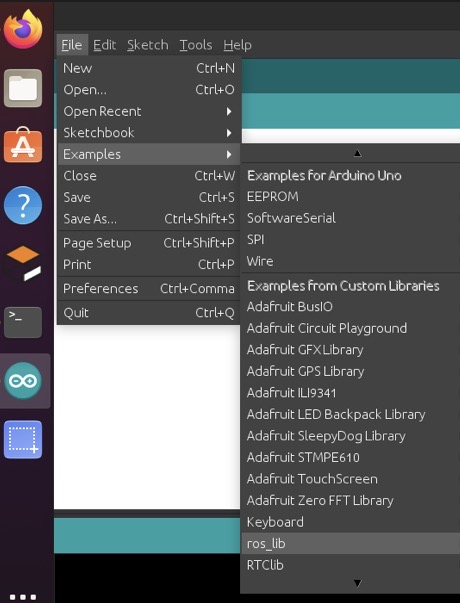 File Edit Sketch Tools Help
New Ctrl+N
Open... Ctrl+O
Open Recent
Sketchbook
Examples
Close Ctrl+W
Save Ctrl+S
Save As... Ctrl+Shift+S
Page Setup Ctrl+Shift+P
Print Ctrl+P
Preferences Ctrl+Comma
Quit Ctrl+Q
Examples for Arduino Uno
EEPROM
SoftwareSerial
SPI
Wire
Examples from Custom Libraries
Adafruit BusIO
Adafruit Circuit Playground
Adafruit GFX Library
Adafruit GPS Library
Adafruit ILI9341
Adafruit LED Backpack Library
Adafruit SleepyDog Library
Adafruit STMPE610
Adafruit TouchScreen
Adafruit Zero FFT Library
Keyboard
ros_lib
RTClib